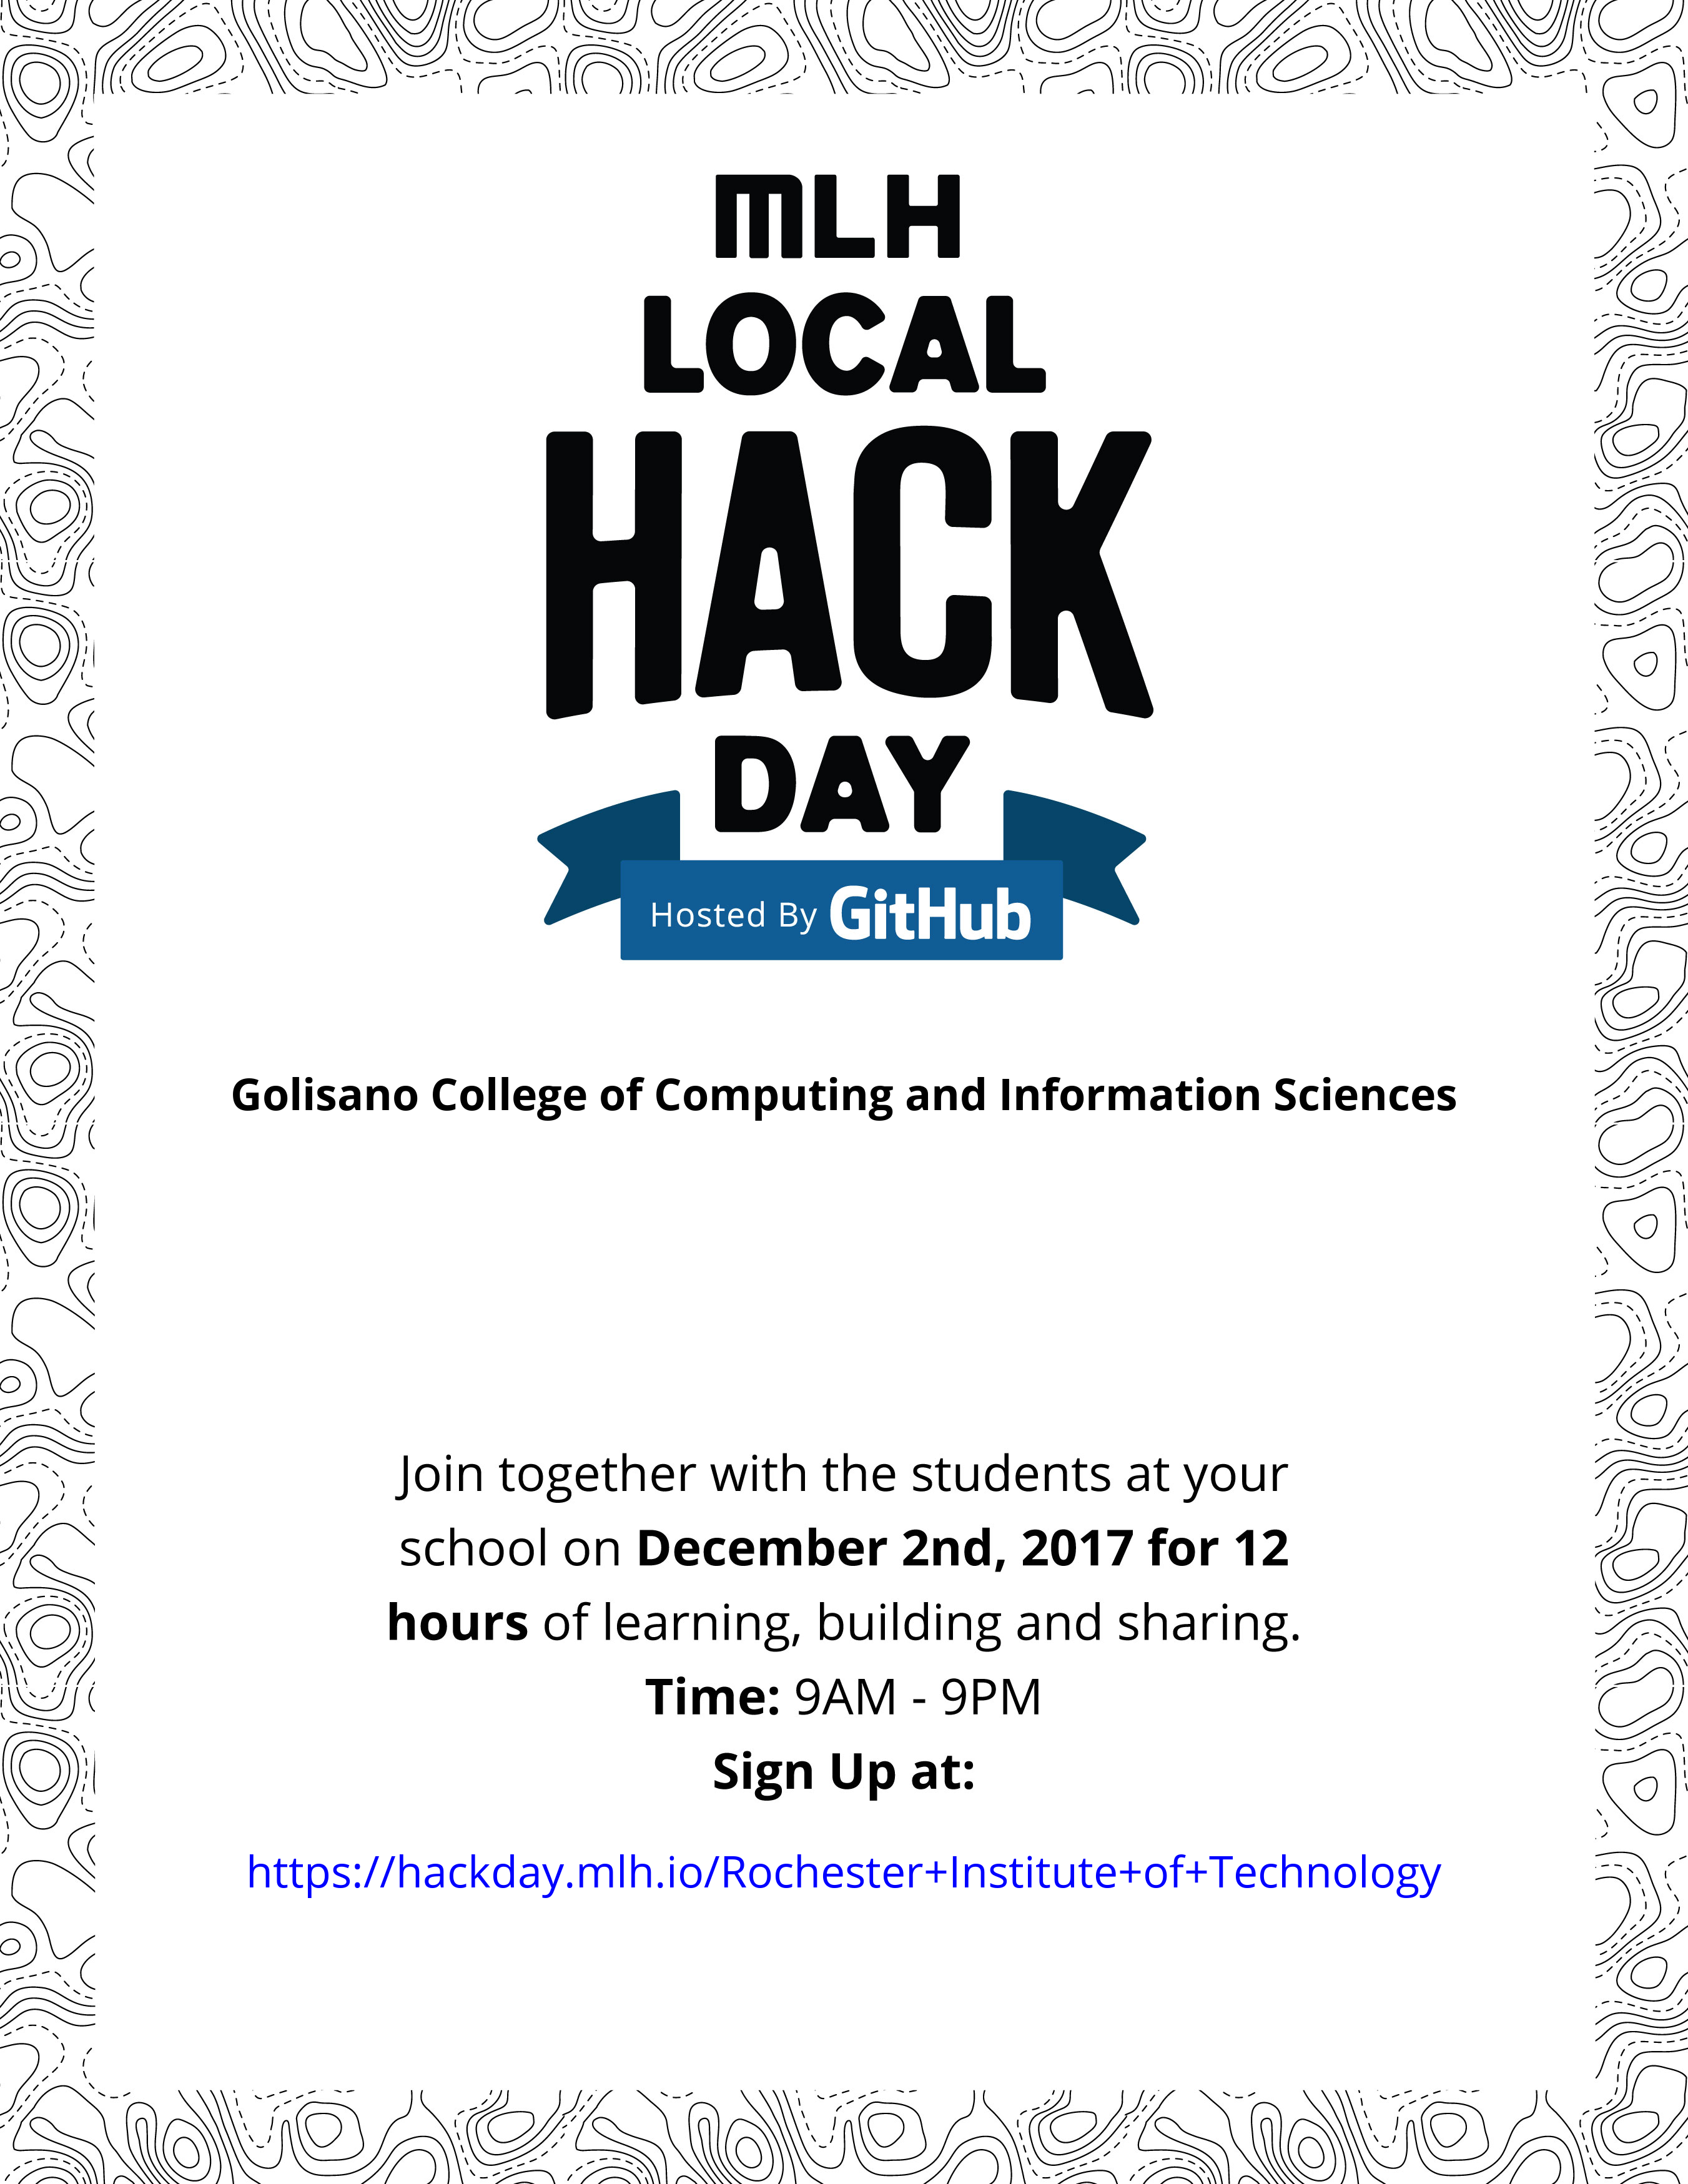 MLH
LOCAL
HACK
DAY
Hosted By GitHub
Golisano College of Computing and Information Sciences
Join together with the students at your
school on December 2nd, 2017 for 12
hours of learning, building and sharing.
Time: 9AM - 9PM
Sign Up at:
https://hackday.mlh.io/Rochester+Institute+of+Technology